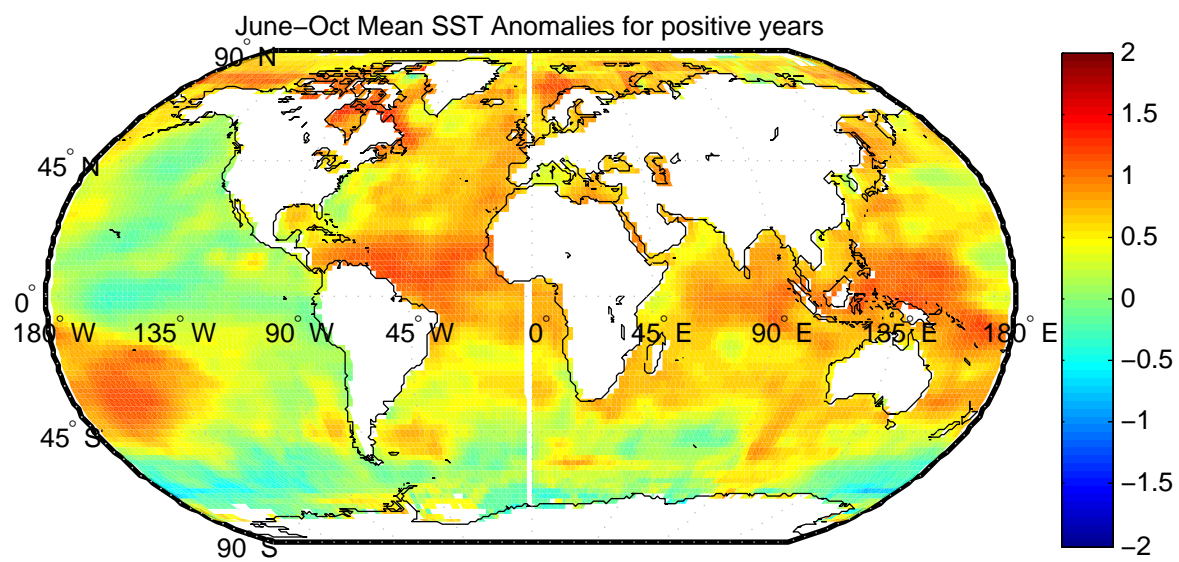 June−Oct Mean SST Anomalies for positive years
90° N
45° N
0°
180° W
135° W
90° W
45° W
0°
45° E
90° E
135° E
180° E
45° S
90° S
2
1.5
1
0.5
0
−0.5
−1
−1.5
−2